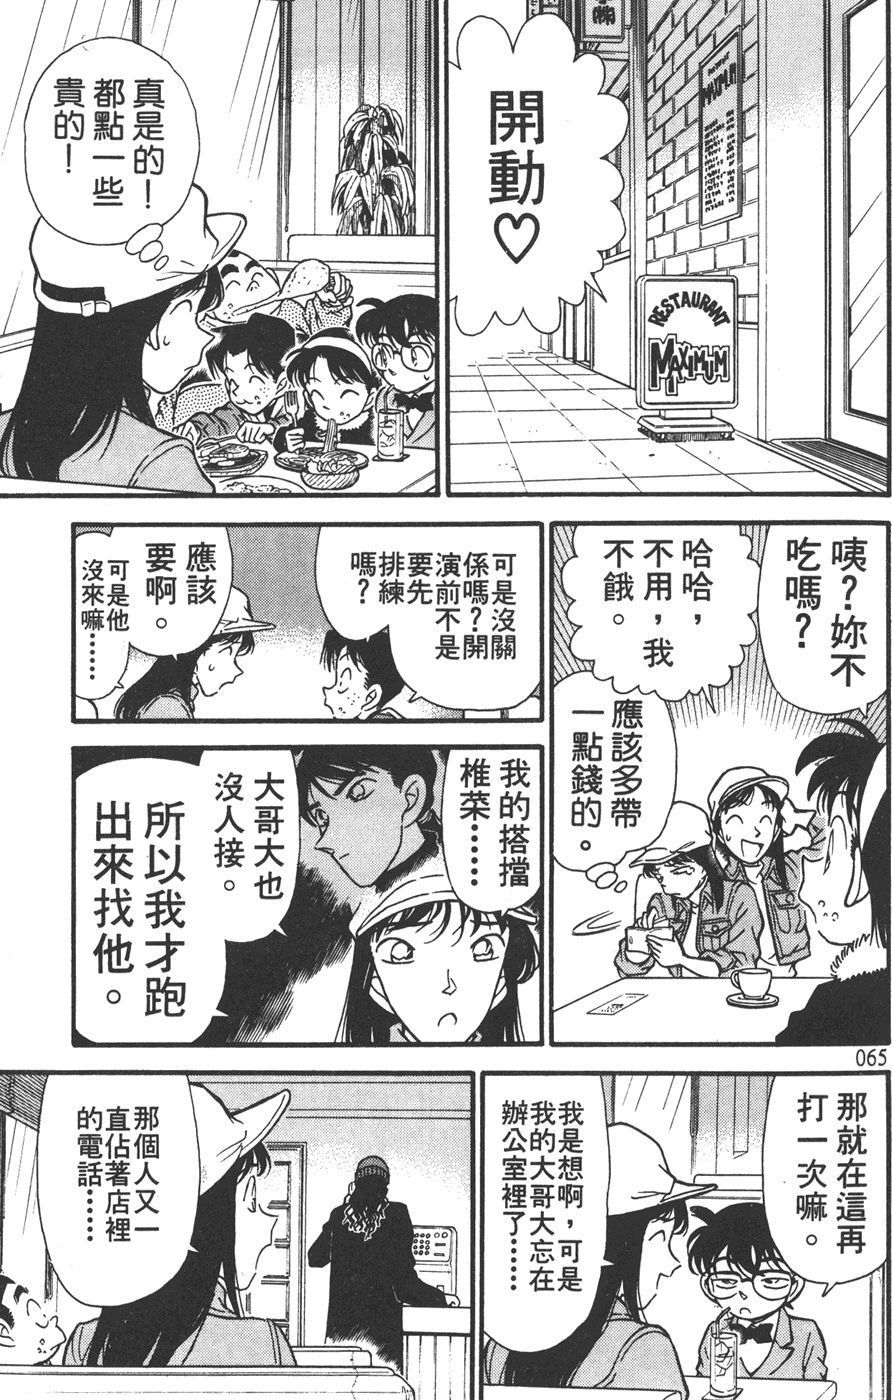 開動♡
MAXIMUM
RESTAURANT
MAXIMUM
真是的！
都點一些
貴的！
咦？妳不
吃嗎？
哈哈，
不用，我
不餓。
應該多帶
一點錢的。
可是沒關
係嗎？開
演前不是
要先
排練
嗎？
應該
要啊。
可是他
沒來嘛……
我的搭擋
椎菜……
大哥大也
沒人接。
所以我才跑
出來找他。
065
那就在這再
打一次嘛。
我是想啊，可是
我的大哥大忘在
辦公室裡了……
那個人又一
直佔著店裡
的電話……